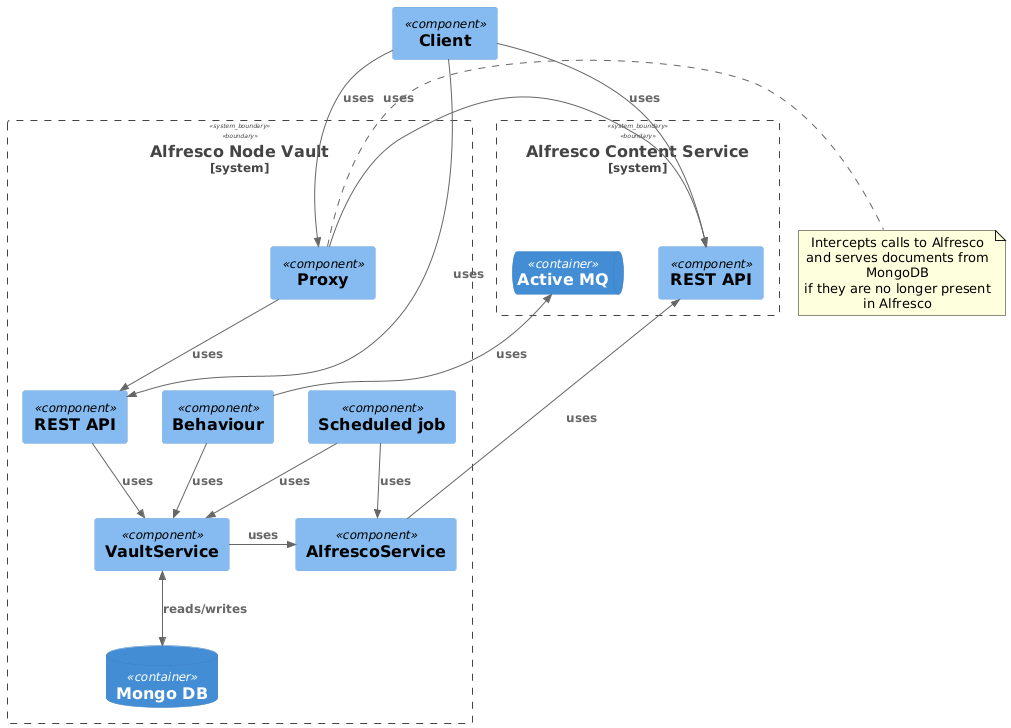 «component»
Client
uses
uses
uses
«system_boundary»
«boundary»
Alfresco Node Vault
[system]
«system_boundary»
«boundary»
Alfresco Content Service
[system]
Intercepts calls to Alfresco
and serves documents from
MongoDB
if they are no longer present
in Alfresco
«component»
Proxy
uses
«container»
Active MQ
«component»
REST API
uses
uses
«component»
REST API
«component»
Behaviour
«component»
Scheduled job
uses
uses
uses
uses
uses
«component»
VaultService
uses
«component»
AlfrescoService
reads/writes
«container»
Mongo DB